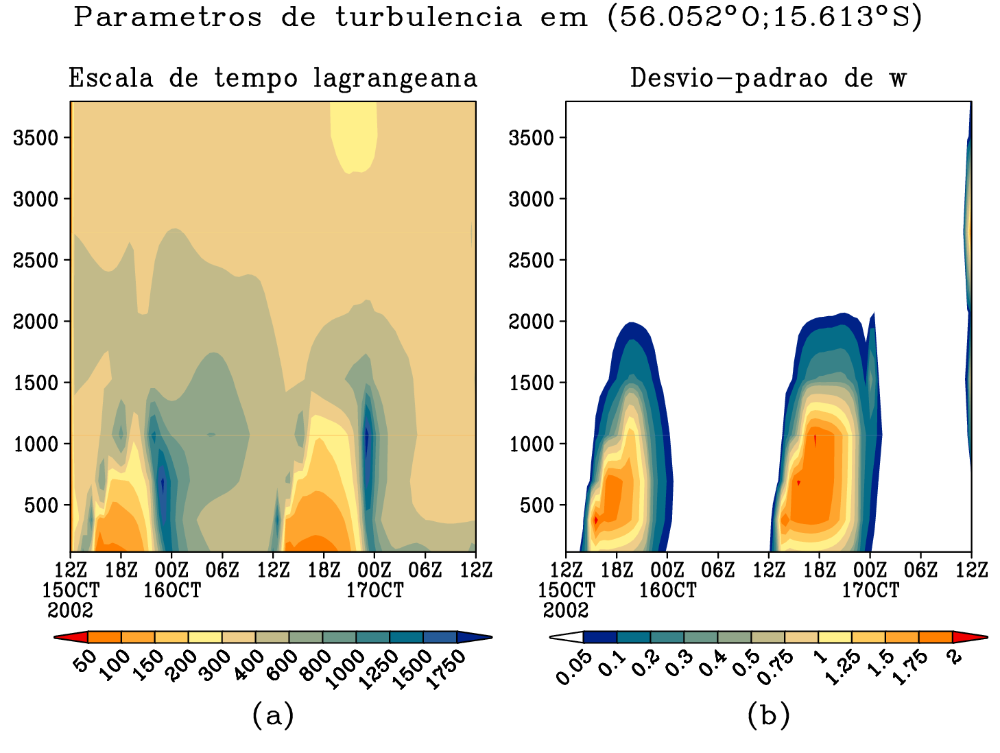 Parametros de turbulencia em (56.052°O;15.613°S)
Escala de tempo lagrangeana
3500
3000
2500
2000
1500
1000
500
12Z 18Z 00Z 06Z 12Z 18Z 00Z 06Z 12Z
15OCT 16OCT 17OCT
2002
50 100 150 200 300 400 600 800 1000 1250 1500 1750
(a)
Desvio-padrao de w
3500
3000
2500
2000
1500
1000
500
12Z 18Z 00Z 06Z 12Z 18Z 00Z 06Z 12Z
15OCT 16OCT 17OCT
2002
0.05 0.1 0.2 0.3 0.4 0.5 0.75 1 1.25 1.5 1.75 2
(b)